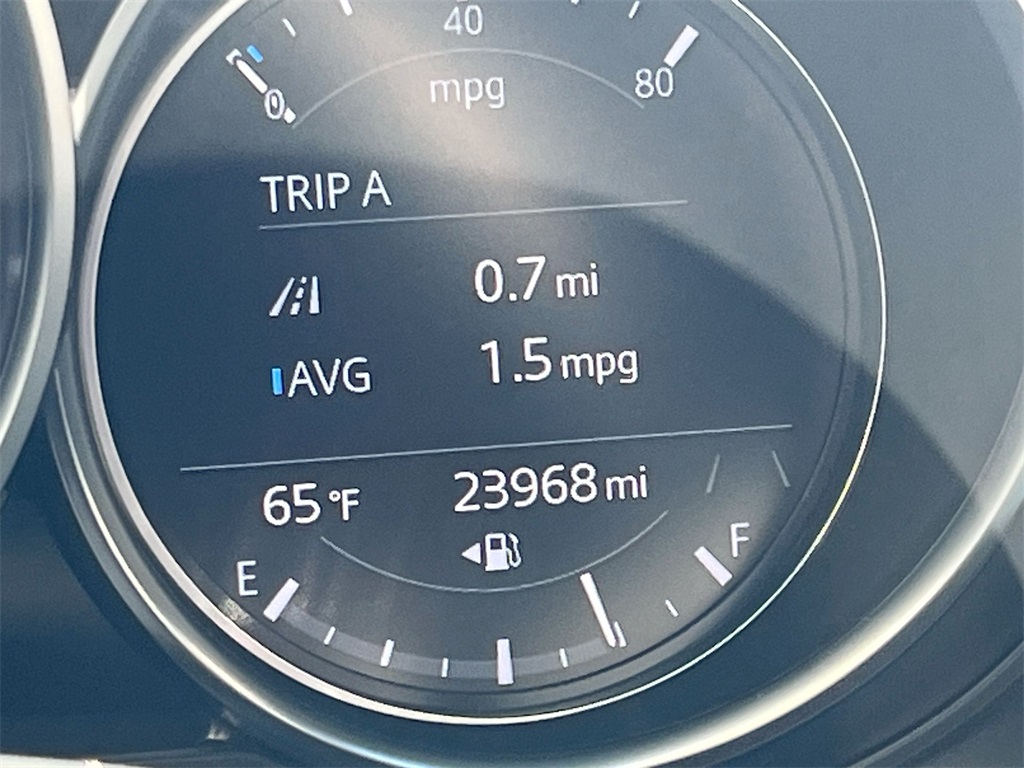 40
0 mpg 80
TRIP A
0.7 mi
AVG 1.5 mpg
65 °F 23968 mi
E F